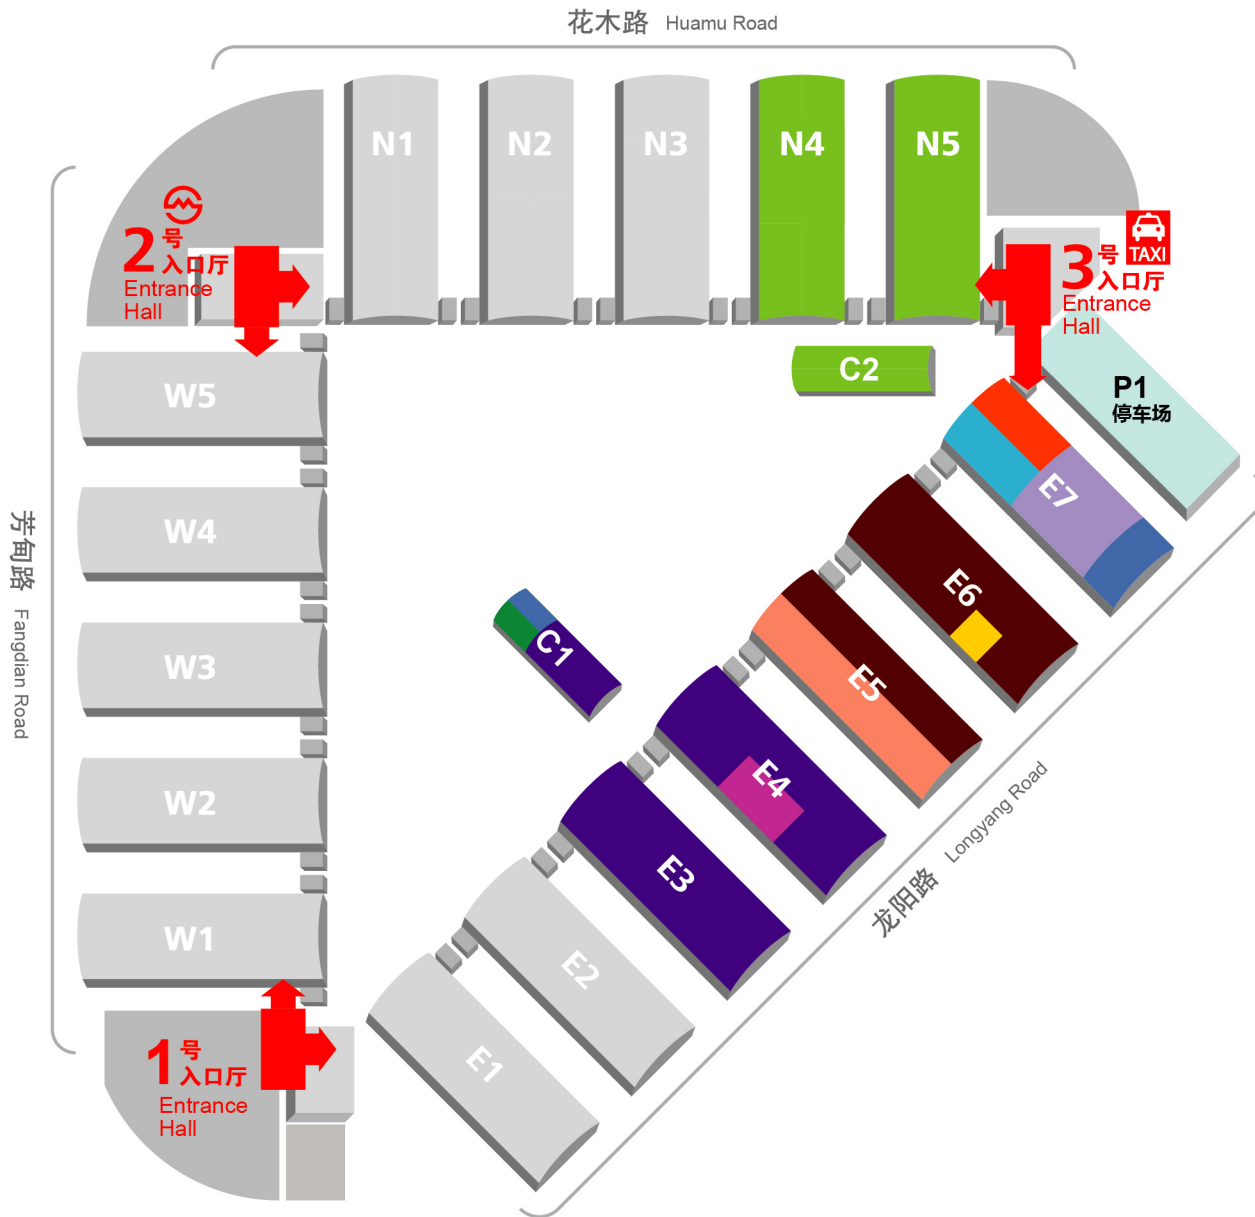 花木路 Huamu Road
N1
N2
N3
N4
N5
2号
入口厅
Entrance
Hall
3号
入口厅
Entrance
Hall
TAXI
C2
P1
停车场
W5
W4
W3
W2
W1
芳甸路 Fangdian Road
E7
E6
E5
E4
E3
E2
E1
C1
龙阳路 Longyang Road
1号
入口厅
Entrance
Hall